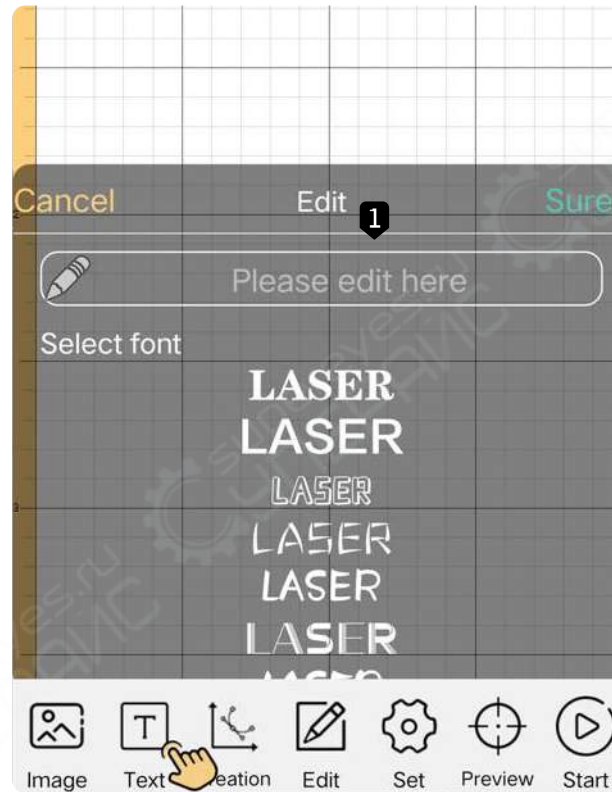 Cancel Edit Sure
1
Please edit here
Select font
LASER
LASER
LASER
LASER
LASER
LASER
T
Image Text eation Edit Set Preview Start